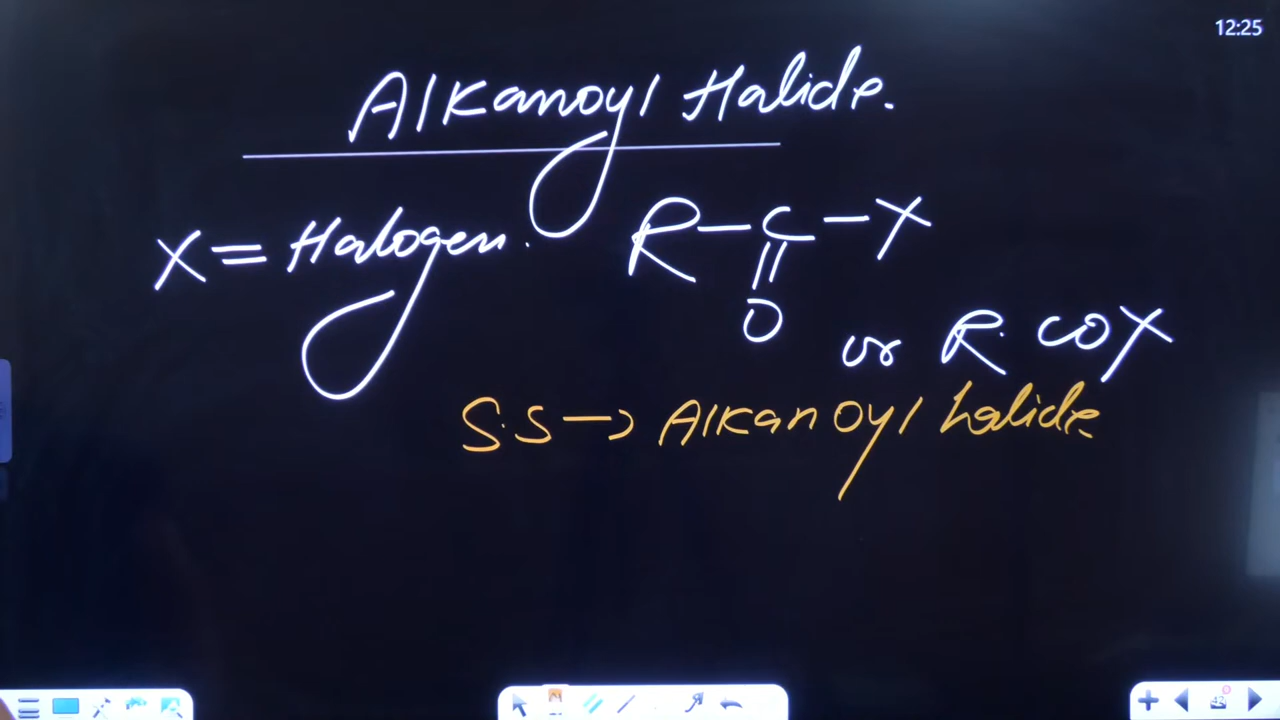 12:25
Alkanoyl Halide.
X = Halogen.
R-C-X
||
O
or R. COX
S.S → Alkanoyl halide